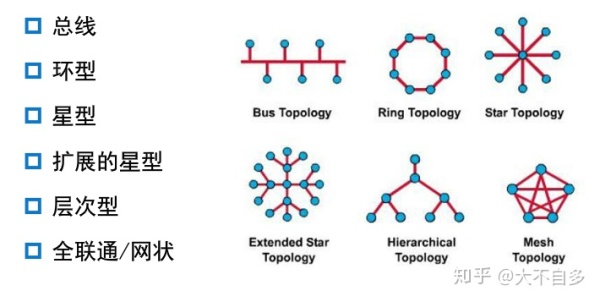 总线
环型
星型
扩展的星型
层次型
全联通/网状
Bus Topology
Ring Topology
Star Topology
Extended Star
Topology
Hierarchical
Topology
Mesh
Topology
知乎 @大不自多